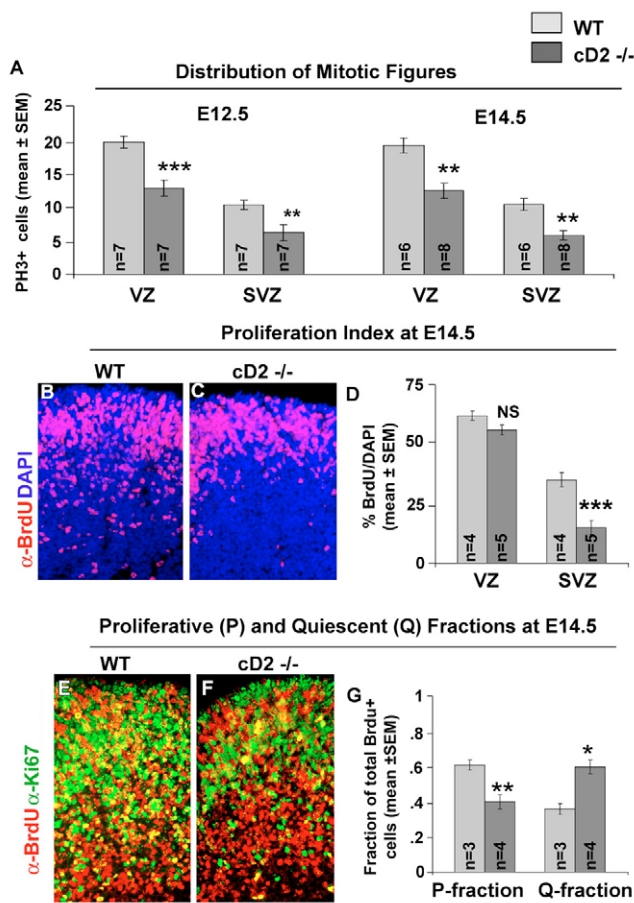 WT
cD2 -/-
A
Distribution of Mitotic Figures
E12.5
E14.5
PH3+ cells (mean ± SEM)
25
20
15
10
5
0
***
**
**
**
n=7
n=7
n=7
n=7
n=6
n=8
n=6
n=8
VZ
SVZ
VZ
SVZ
Proliferation Index at E14.5
WT
cD2 -/-
B
C
α-BrdU DAPI
D
% BrdU/DAPI
(mean ± SEM)
75
50
25
0
NS
***
n=4
n=5
n=4
n=5
VZ
SVZ
Proliferative (P) and Quiescent (Q) Fractions at E14.5
WT
cD2 -/-
E
F
α-BrdU α-Ki67
G
Fraction of total Brdu+
cells (mean ±SEM)
1
.8
.6
.4
.2
0
**
*
n=3
n=4
n=3
n=4
P-fraction
Q-fraction